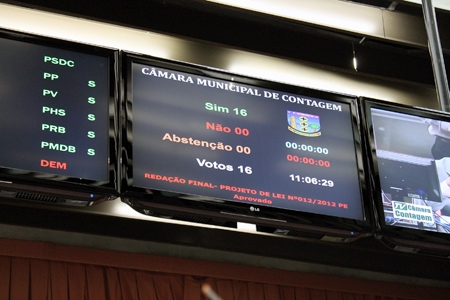 PSDC
PP S
PV S
PHS S
PRB S
PMDB S
DEM
CÂMARA MUNICIPAL DE CONTAGEM
Sim 16
Não 00
Abstenção 00
Votos 16
00:00:00
00:00:00
11:06:29
REDAÇÃO FINAL- PROJETO DE LEI Nº012/2012 PE
Aprovado
LG
TV Câmara
Contagem